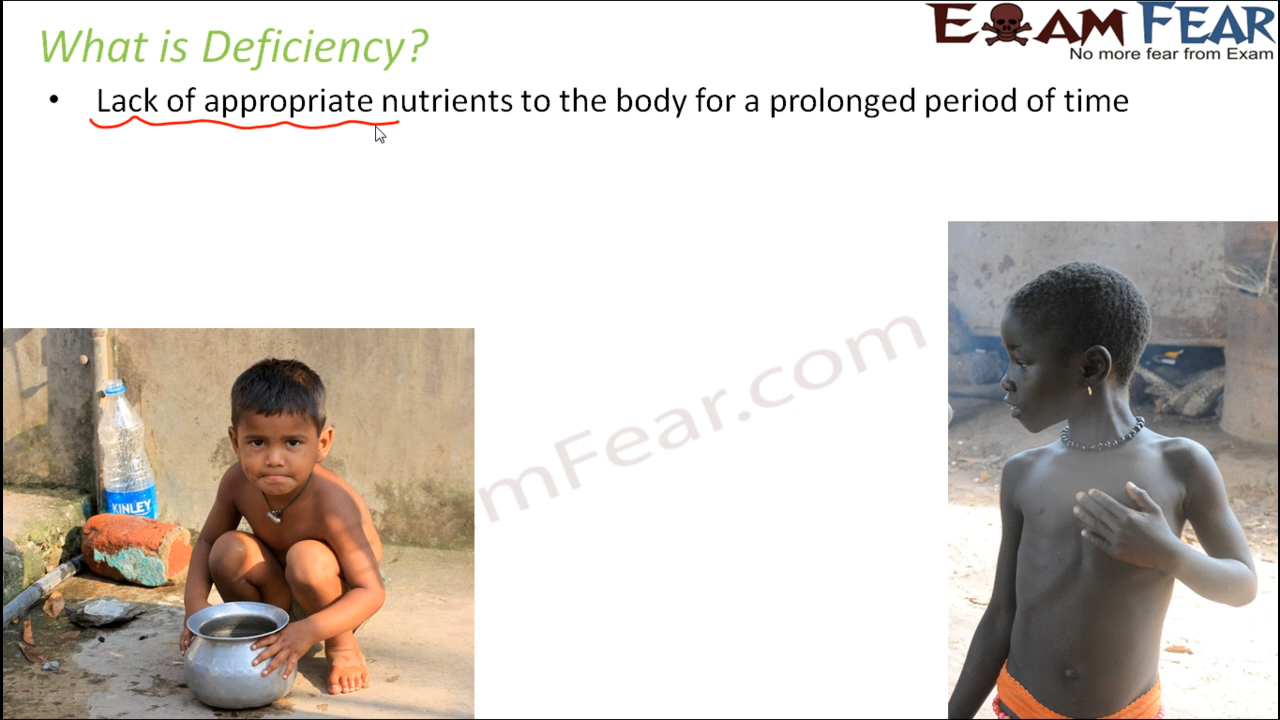 What is Deficiency?
EXAM FEAR
No more fear from Exam
• Lack of appropriate nutrients to the body for a prolonged period of time
amFear.com
KINLEY